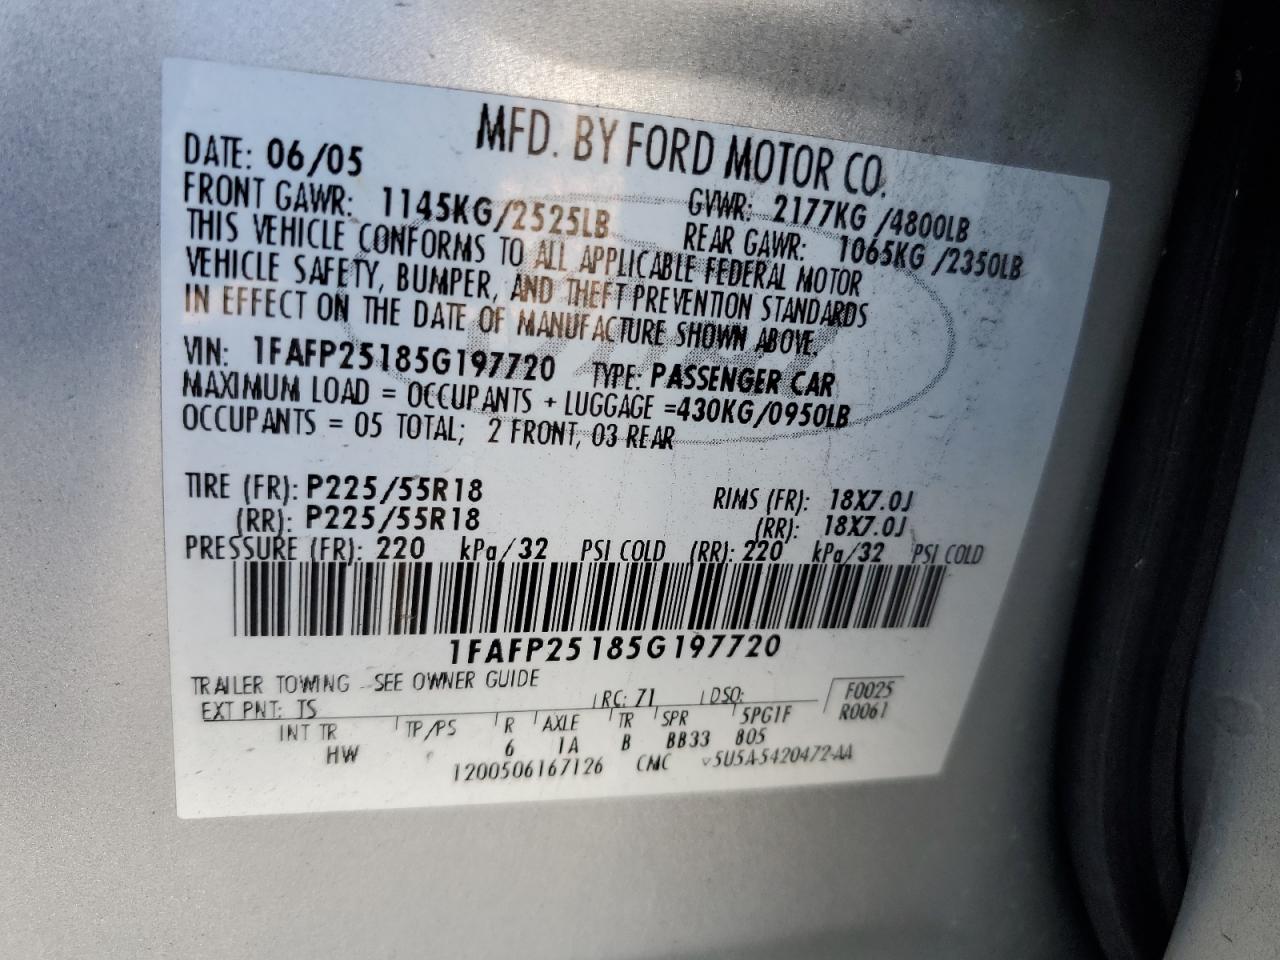 MFD. BY FORD MOTOR CO.
DATE: 06/05 GVWR: 2177KG /4800LB
FRONT GAWR: 1145KG/2525LB REAR GAWR: 1065KG /2350LB
THIS VEHICLE CONFORMS TO ALL APPLICABLE FEDERAL MOTOR
VEHICLE SAFETY, BUMPER, AND THEFT PREVENTION STANDARDS
IN EFFECT ON THE DATE OF MANUFACTURE SHOWN ABOVE.
VIN: 1FAFP25185G197720 TYPE: PASSENGER CAR
MAXIMUM LOAD = OCCUPANTS + LUGGAGE =430KG/0950LB
OCCUPANTS = 05 TOTAL; 2 FRONT, 03 REAR
TIRE (FR): P225/55R18 RIMS (FR): 18X7.0J
(RR): P225/55R18 (RR): 18X7.0J
PRESSURE (FR): 220 kPa/32 PSI COLD (RR): 220 kPa/32 PSI COLD
1FAFP25185G197720
TRAILER TOWING - SEE OWNER GUIDE
EXT PNT: TS RC: 71 DSO: F0025
R0061
INT TR TP/PS R AXLE TR SPR 5PG1F
HW 6 1A B BB33 805
1200506167126 CMC 5U5A-5420472-AA